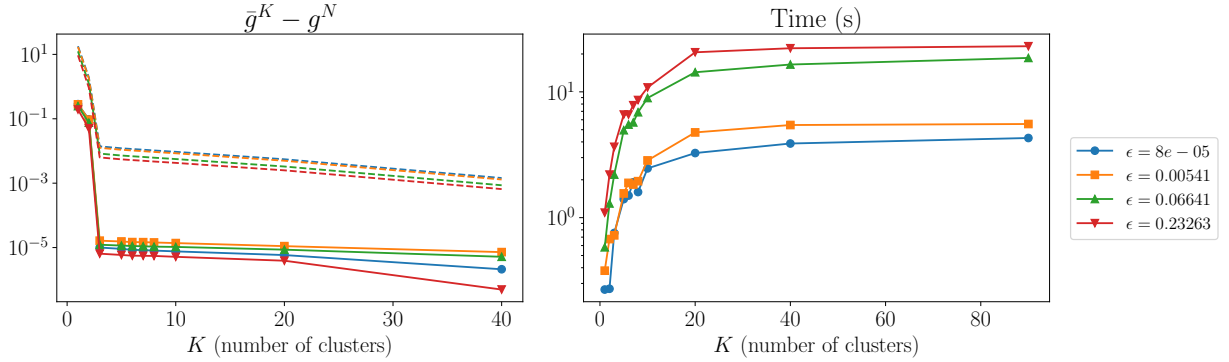 ḡ^K − g^N
10^1
10^−1
10^−3
10^−5
0 10 20 30 40
K (number of clusters)
Time (s)
10^1
10^0
0 20 40 60 80
K (number of clusters)
ϵ = 8e − 05
ϵ = 0.00541
ϵ = 0.06641
ϵ = 0.23263